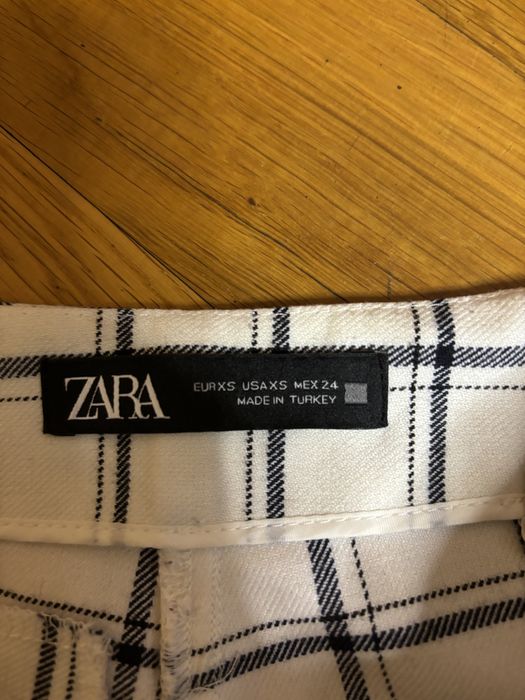 ZARA
EUR XS USA XS MEX 24
MADE IN TURKEY